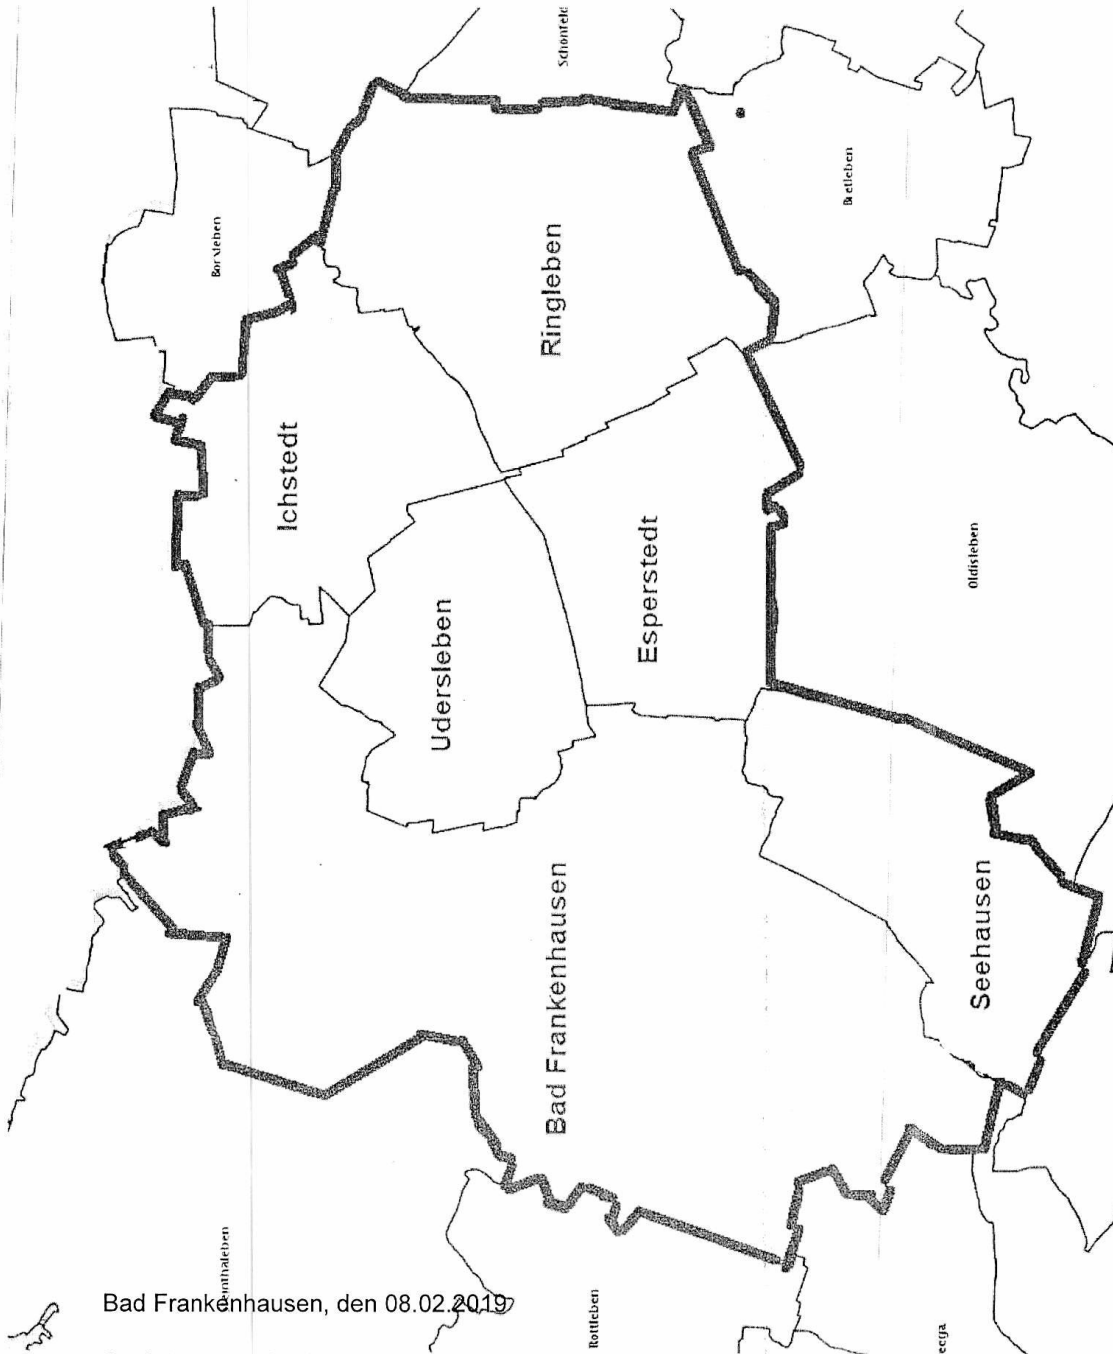 Schönfeld
Borxleben
Bretleben
Ringleben
Ichstedt
Esperstedt
Udersleben
Oldisleben
Bad Frankenhausen
Seehausen
Rottleben
Bad Frankenhausen, den 08.02.2019